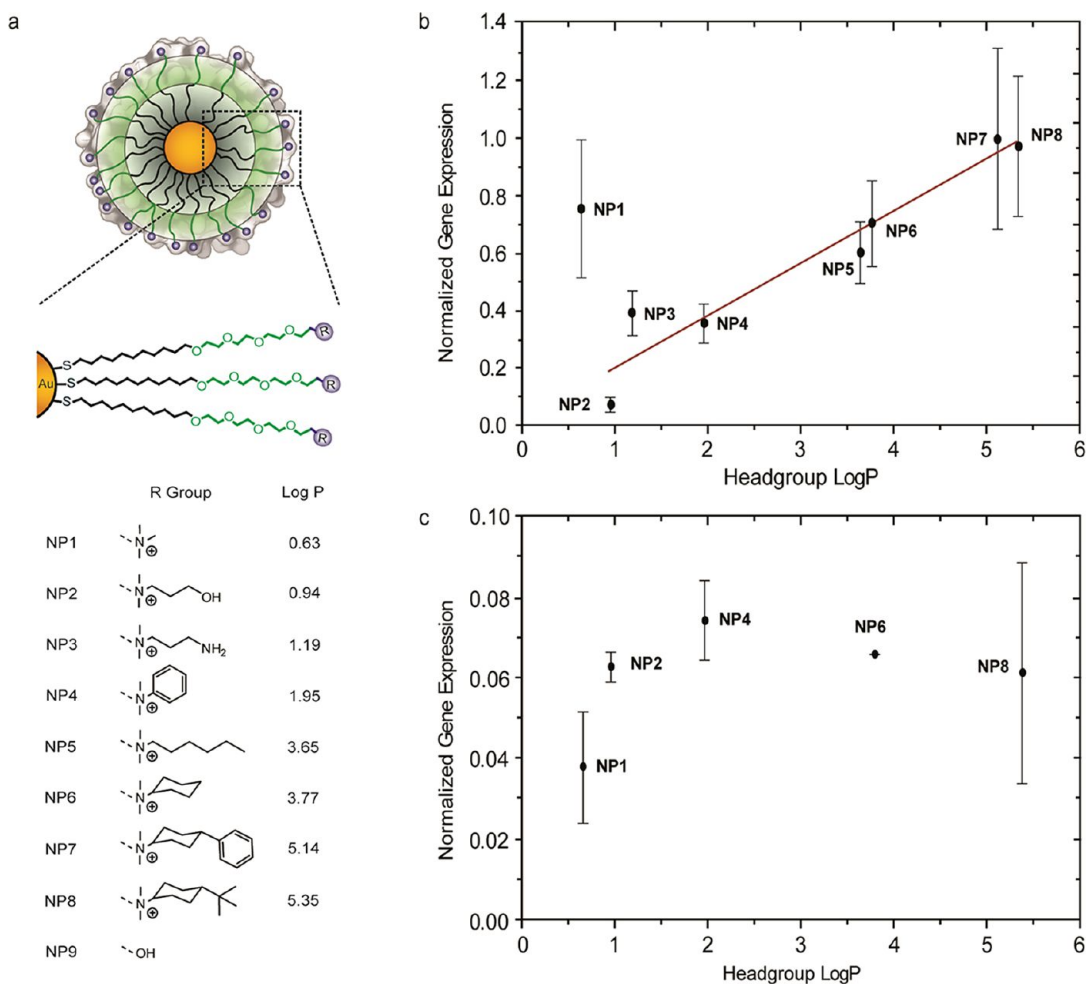 a
Au
S
O
O
O
O
R
S
O
O
O
O
R
S
O
O
O
O
R
R Group Log P
NP1 N ⊕ 0.63
NP2 N ⊕ OH 0.94
NP3 N ⊕ NH2 1.19
NP4 N ⊕ 1.95
NP5 N ⊕ 3.65
NP6 N ⊕ 3.77
NP7 N ⊕ 5.14
NP8 N ⊕ 5.35
NP9 OH
b
Normalized Gene Expression
1.4
1.2
1.0
0.8
0.6
0.4
0.2
0.0
NP1
NP2
NP3
NP4
NP5
NP6
NP7
NP8
0 1 2 3 4 5 6
Headgroup LogP
c
Normalized Gene Expression
0.10
0.08
0.06
0.04
0.02
0.00
NP1
NP2
NP4
NP6
NP8
0 1 2 3 4 5 6
Headgroup LogP